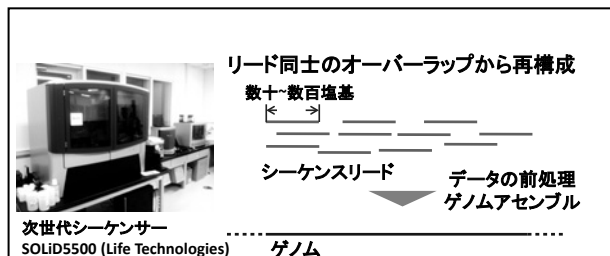 リード同士のオーバーラップから再構成
数十~数百塩基
シーケンスリード
データの前処理
ゲノムアセンブル
次世代シーケンサー
SOLiD5500 (Life Technologies)
ゲノム